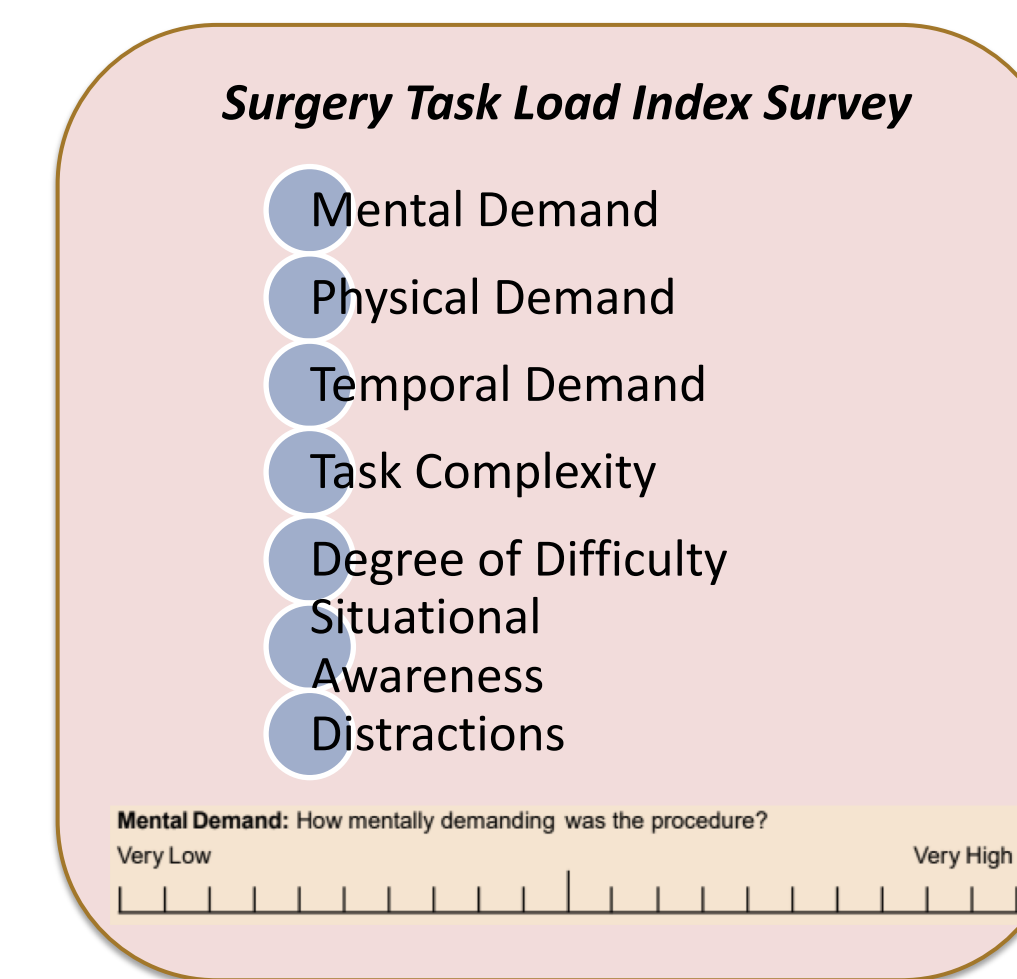 Surgery Task Load Index Survey
Mental Demand
Physical Demand
Temporal Demand
Task Complexity
Degree of Difficulty
Situational
Awareness
Distractions
Mental Demand: How mentally demanding was the procedure?
Very Low Very High